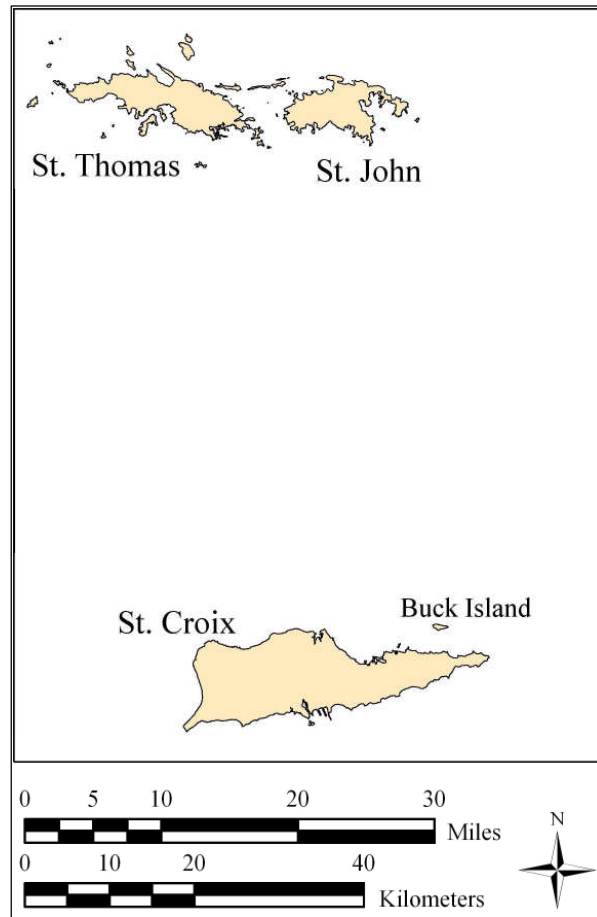 St. Thomas
St. John
Buck Island
St. Croix
0 5 10 20 30
Miles
0 10 20 40
Kilometers
N